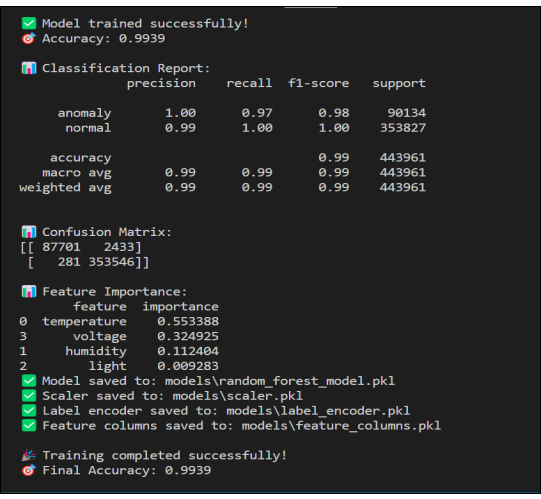 ✅ Model trained successfully!
🎯 Accuracy: 0.9939
📊 Classification Report:
precision recall f1-score support
anomaly 1.00 0.97 0.98 90134
normal 0.99 1.00 1.00 353827
accuracy 0.99 443961
macro avg 0.99 0.99 0.99 443961
weighted avg 0.99 0.99 0.99 443961
📊 Confusion Matrix:
[[ 87701 2433]
[ 281 353546]]
📊 Feature Importance:
feature importance
0 temperature 0.553388
3 voltage 0.324925
1 humidity 0.112404
2 light 0.009283
✅ Model saved to: models\random_forest_model.pkl
✅ Scaler saved to: models\scaler.pkl
✅ Label encoder saved to: models\label_encoder.pkl
✅ Feature columns saved to: models\feature_columns.pkl
🎉 Training completed successfully!
🎯 Final Accuracy: 0.9939